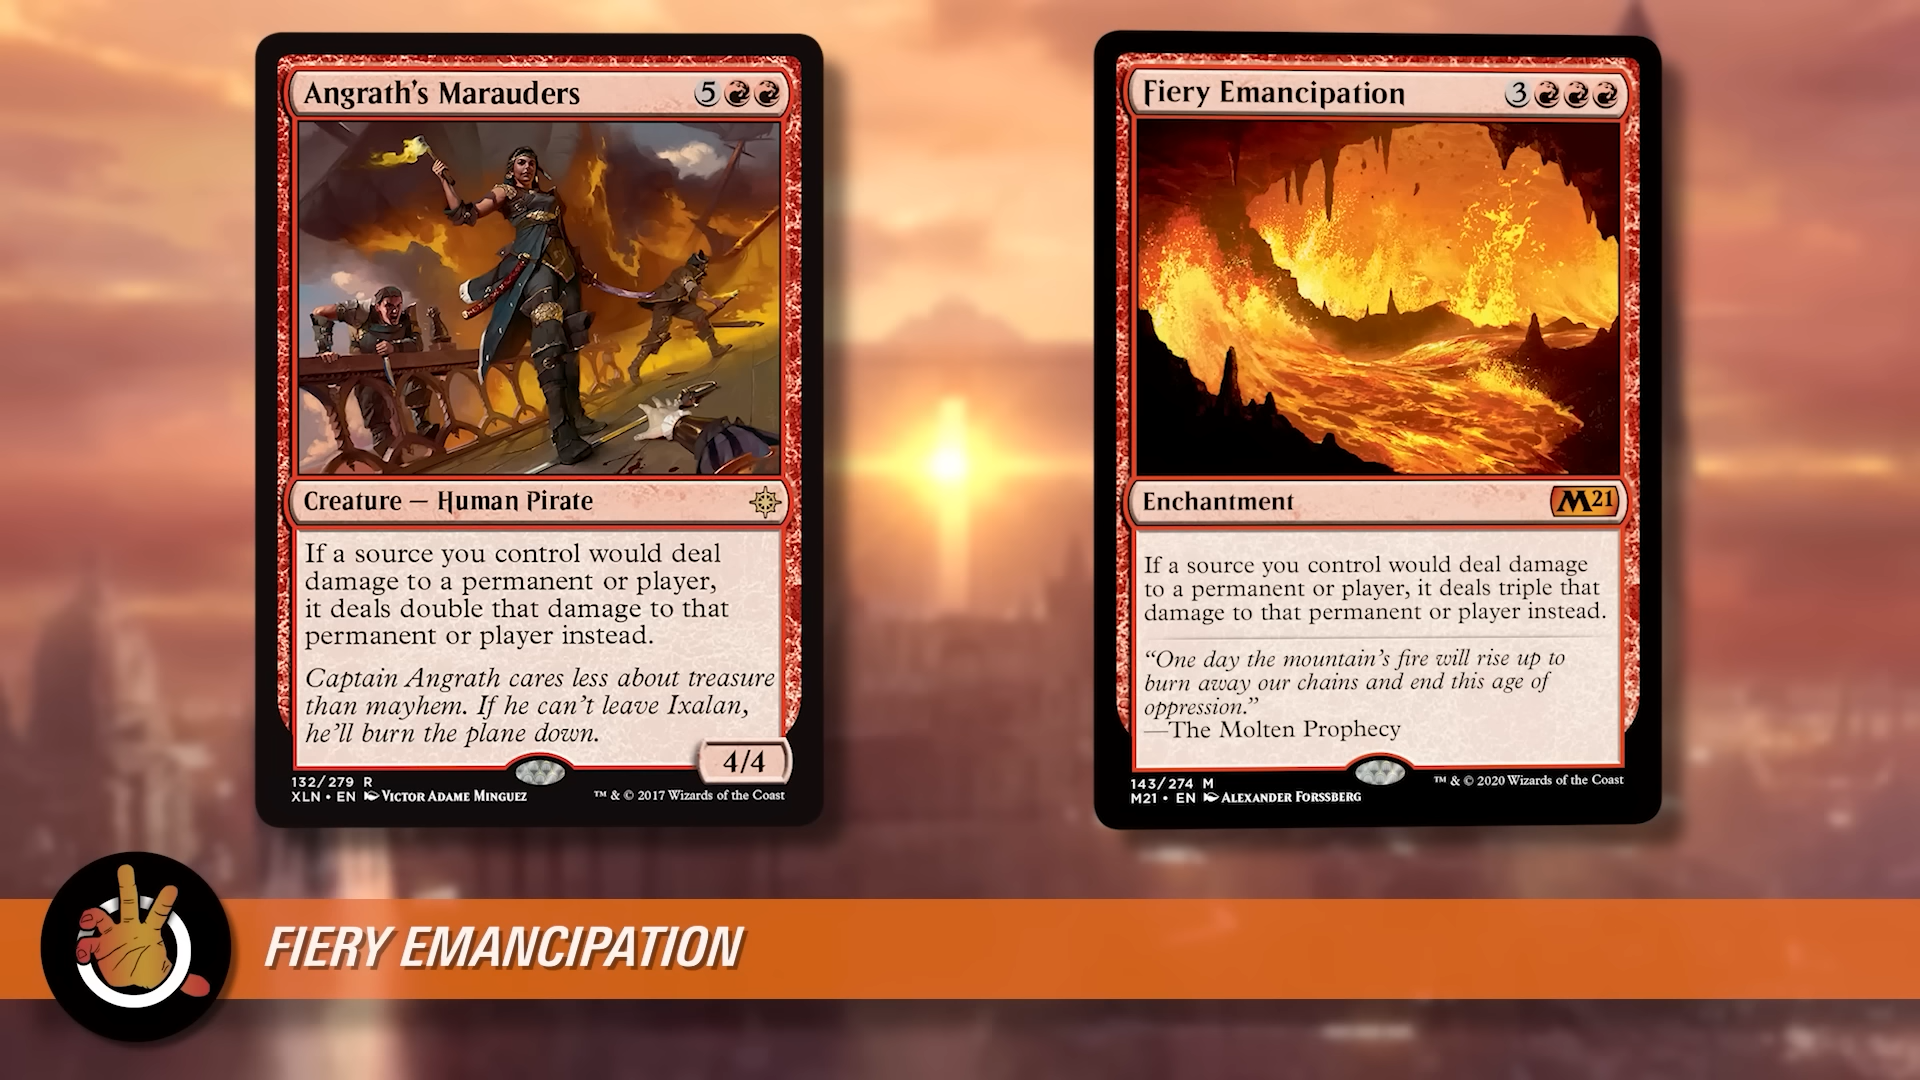 Angrath's Marauders 5
Creature — Human Pirate
If a source you control would deal
damage to a permanent or player,
it deals double that damage to that
permanent or player instead.
Captain Angrath cares less about treasure
than mayhem. If he can't leave Ixalan,
he'll burn the plane down.
4/4
132/279 R
XLN • EN Victor Adame Minguez
™ & © 2017 Wizards of the Coast
Fiery Emancipation 3
Enchantment M21
If a source you control would deal damage
to a permanent or player, it deals triple that
damage to that permanent or player instead.
“One day the mountain's fire will rise up to
burn away our chains and end this age of
oppression.”
—The Molten Prophecy
143/274 M
M21 • EN Alexander Forssberg
™ & © 2020 Wizards of the Coast
FIERY EMANCIPATION